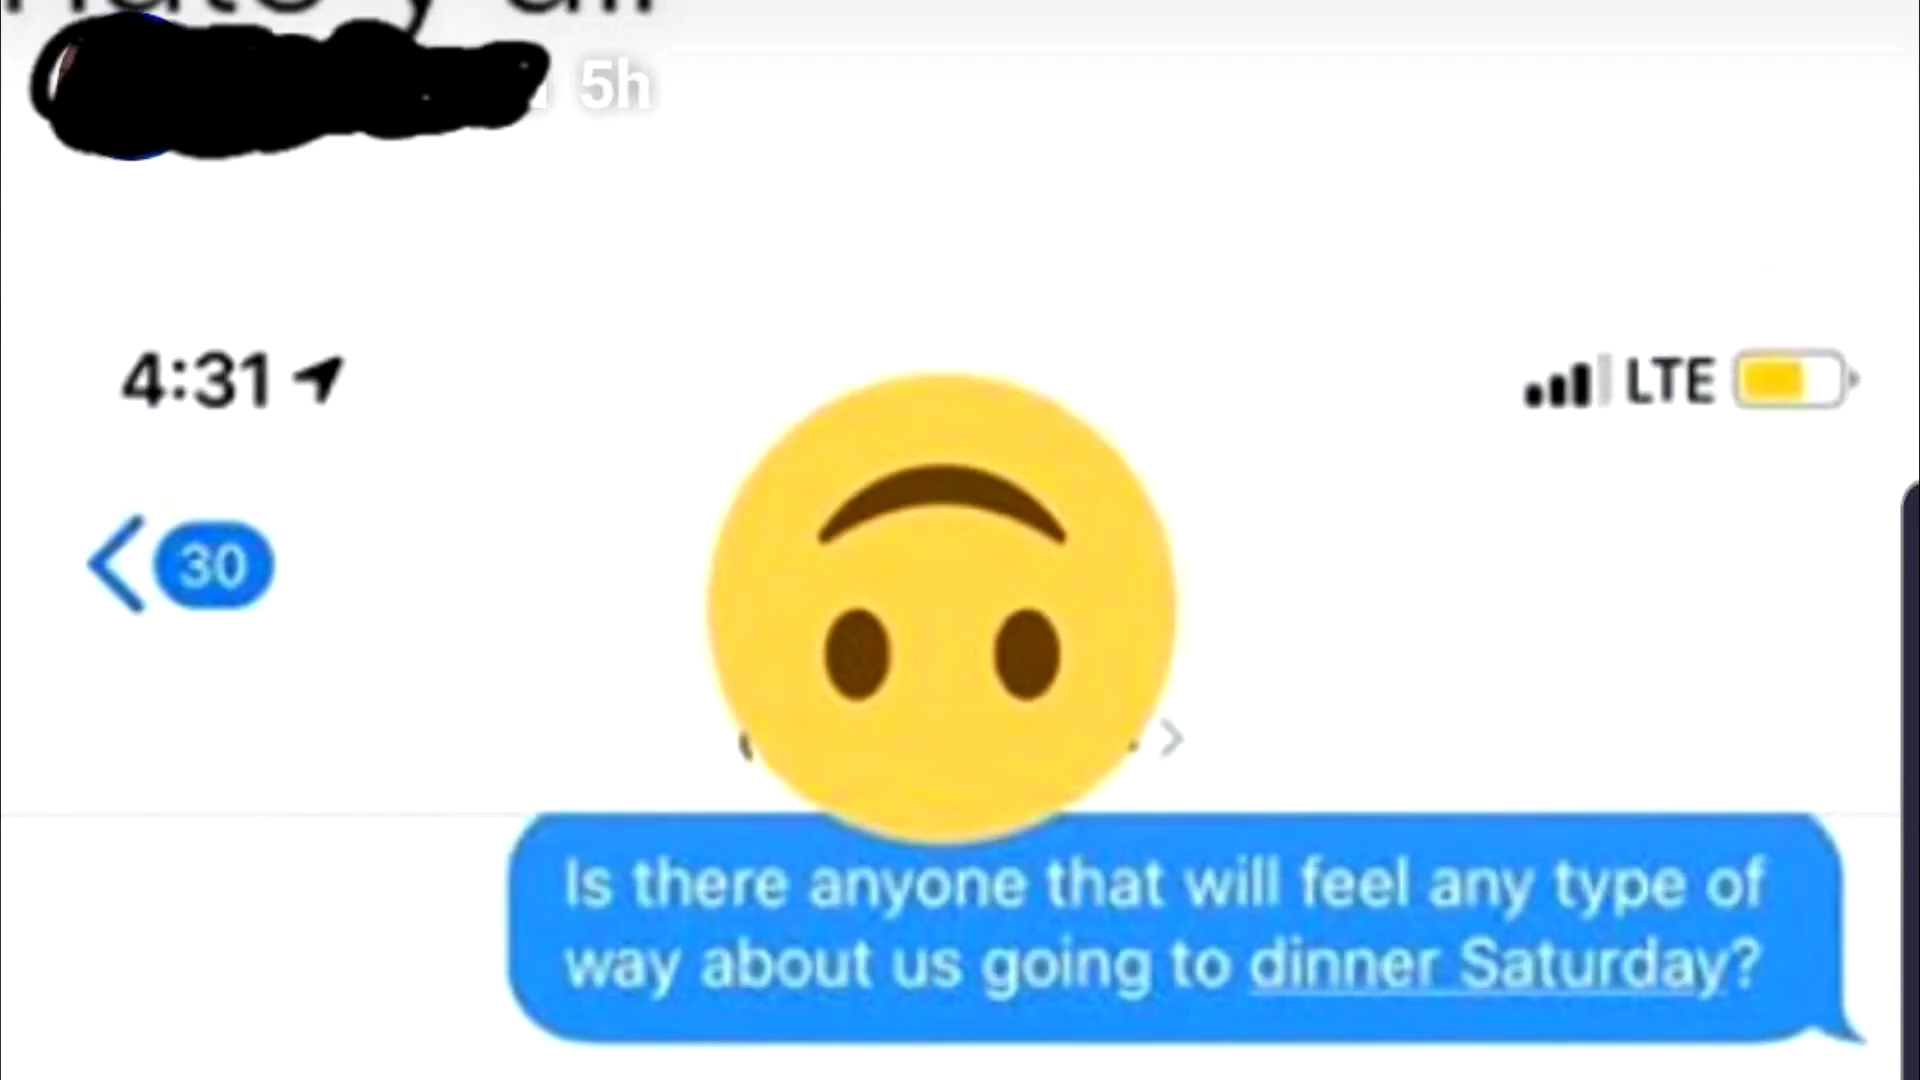 5h
4:31
LTE
30
Is there anyone that will feel any type of
way about us going to dinner Saturday?